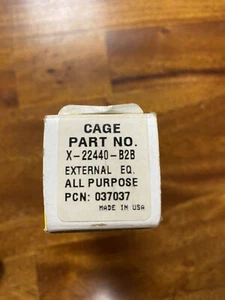 CAGE
PART NO.
X-22440-B2B
EXTERNAL EQ.
ALL PURPOSE
PCN: 037037
MADE IN USA